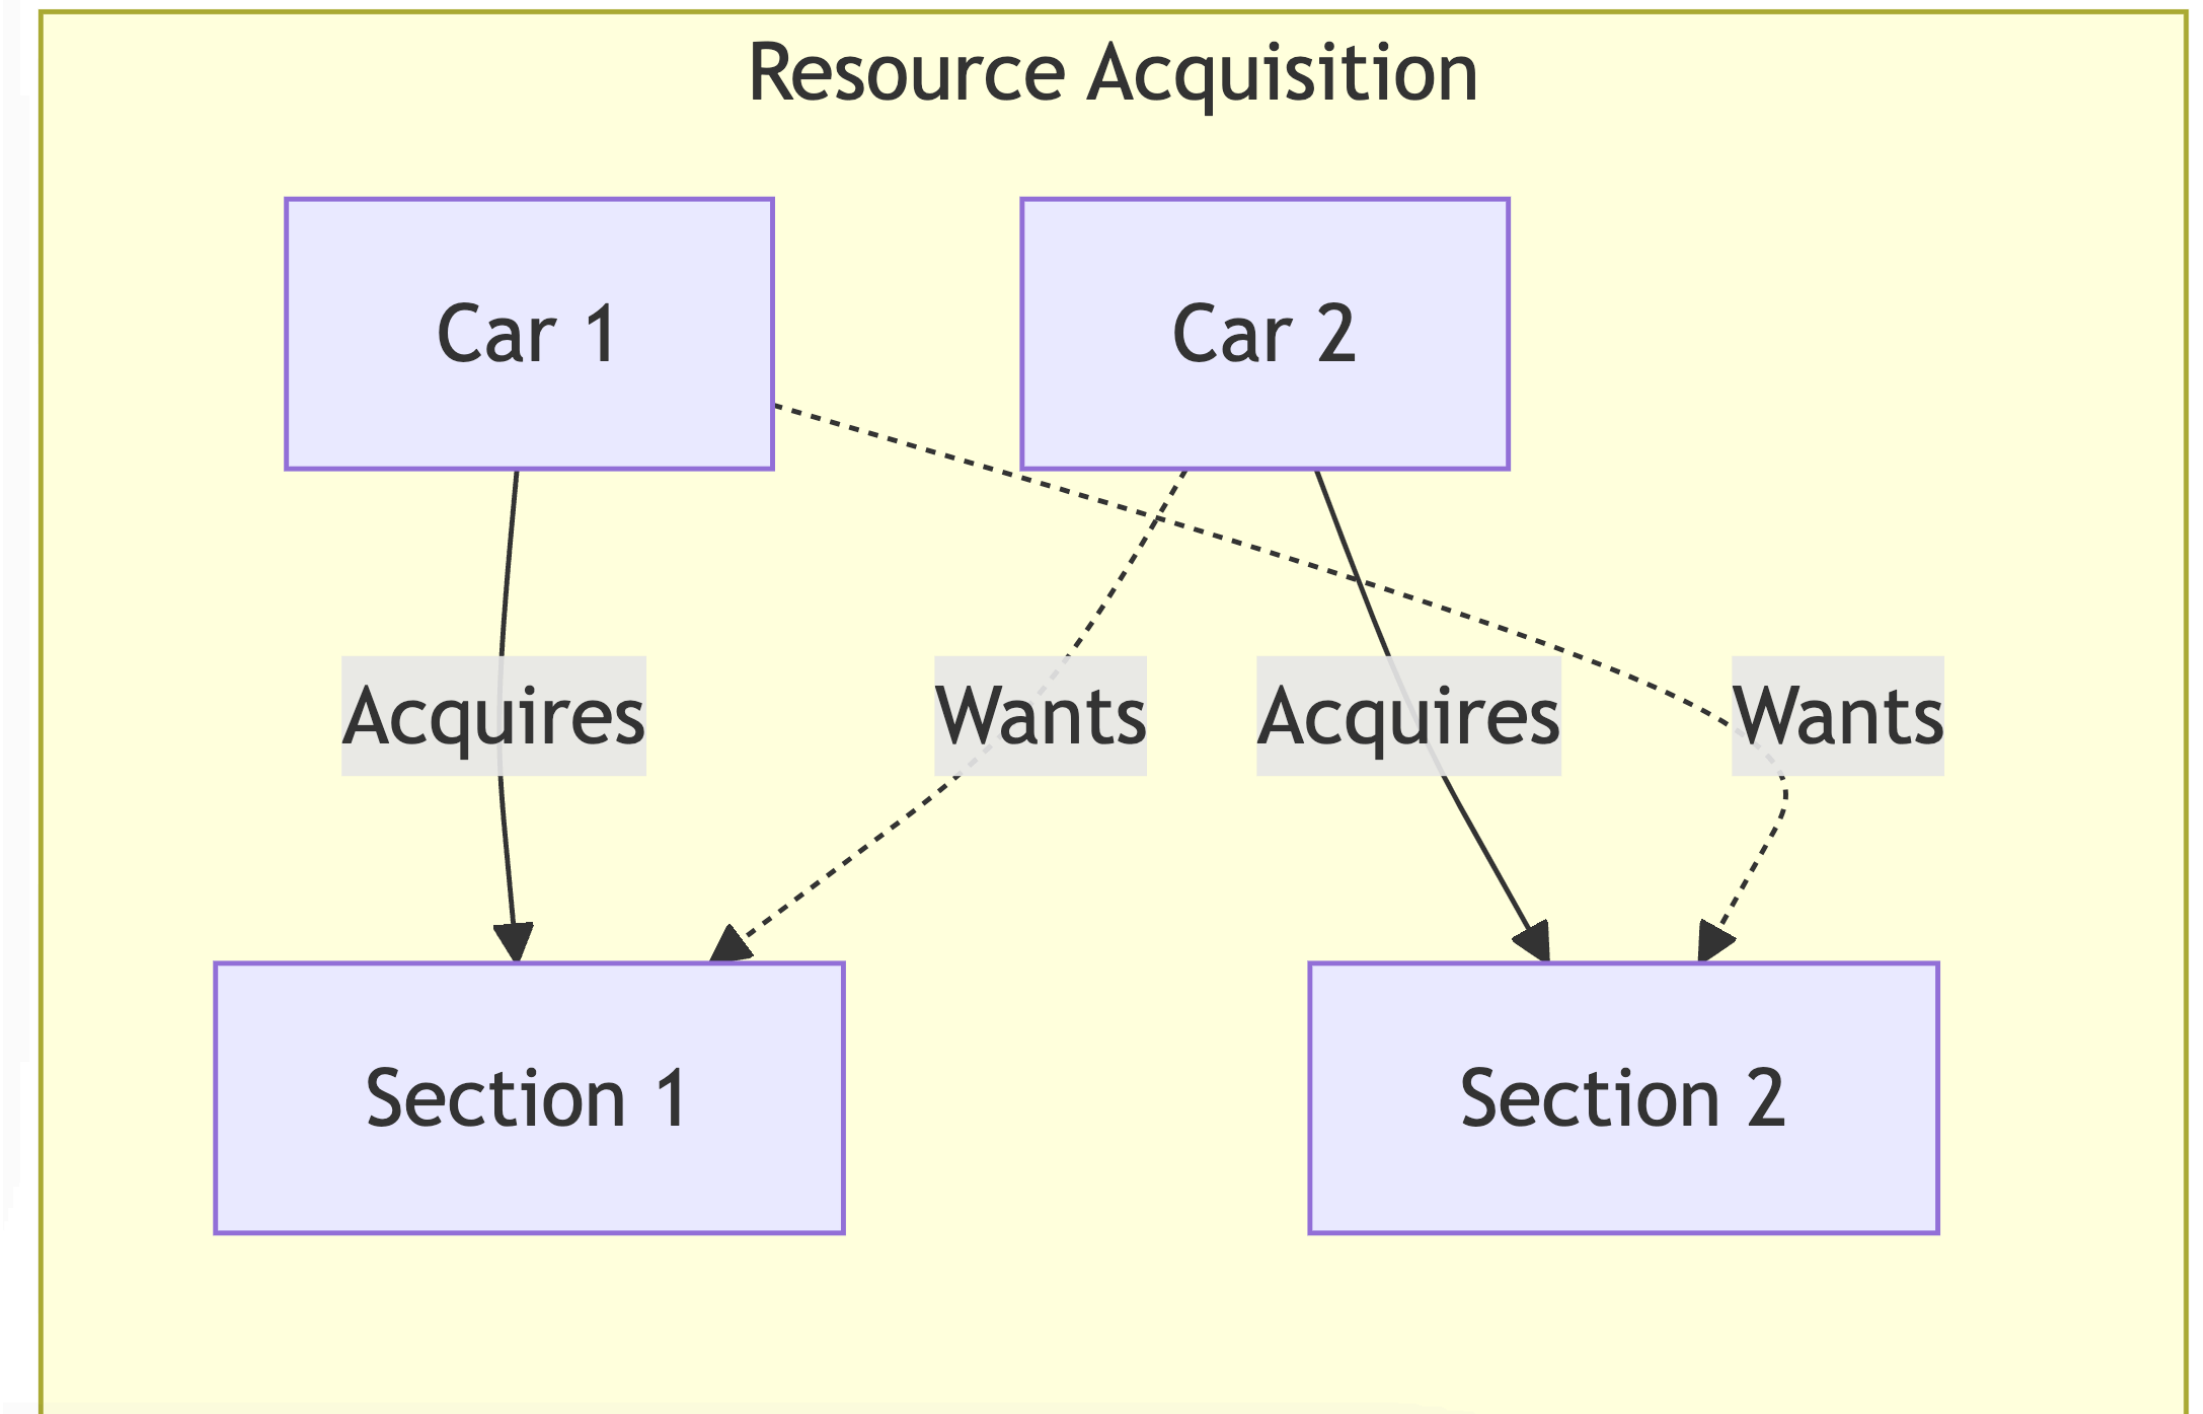 Resource Acquisition
Car 1
Car 2
Acquires
Wants
Acquires
Wants
Section 1
Section 2